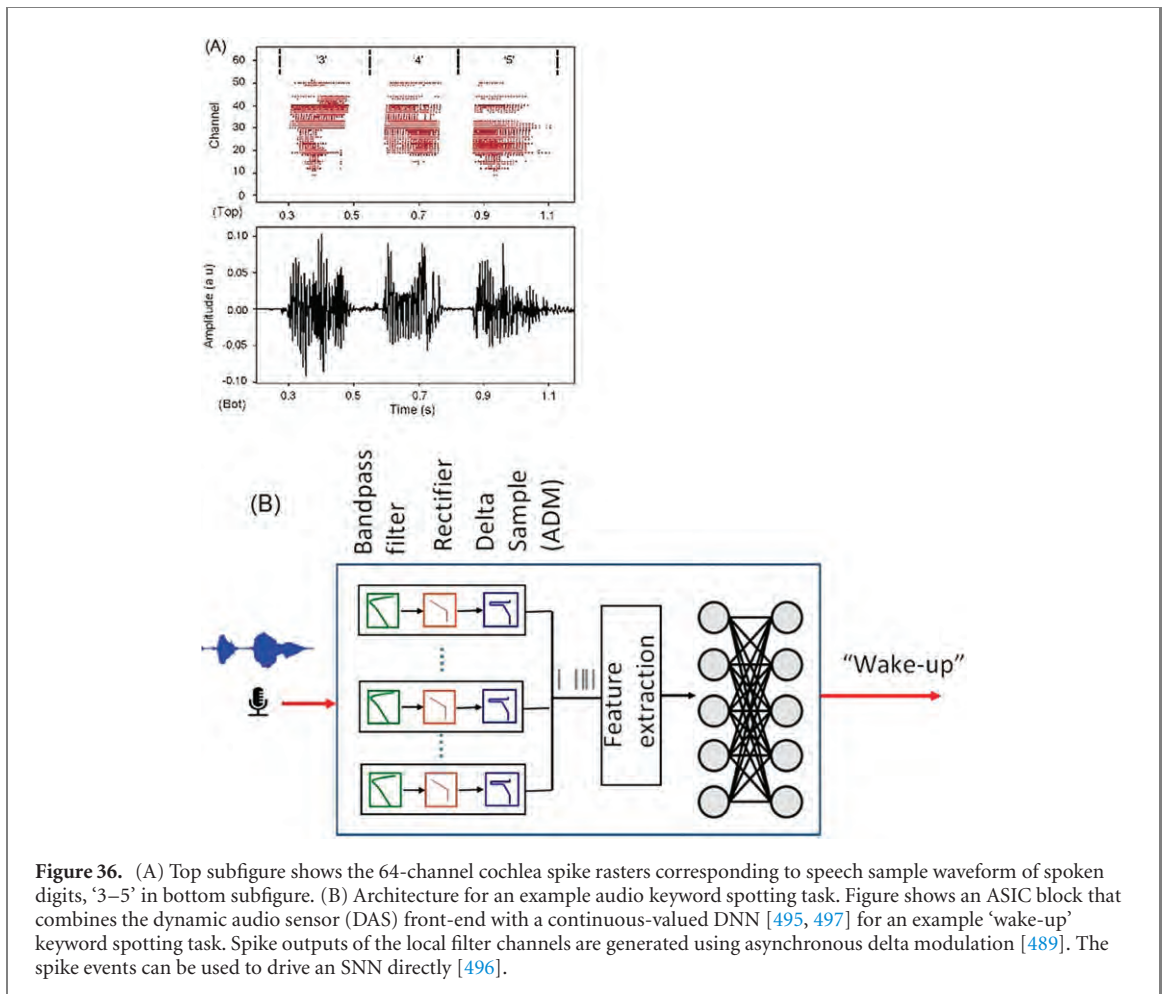 (A)
60
50
40
30
20
10
0
Channel
'3'
'4'
'5'
(Top)
0.3
0.5
0.7
0.9
1.1
0.10
0.05
0.00
-0.05
-0.10
Amplitude (a u)
(Bot)
0.3
0.5
0.7
0.9
1.1
Time (s)
(B)
Bandpass
filter
Rectifier
Delta
Sample
(ADM)
Feature
extraction
“Wake-up”
Figure 36. (A) Top subfigure shows the 64-channel cochlea spike rasters corresponding to speech sample waveform of spoken
digits, ‘3–5’ in bottom subfigure. (B) Architecture for an example audio keyword spotting task. Figure shows an ASIC block that
combines the dynamic audio sensor (DAS) front-end with a continuous-valued DNN [495, 497] for an example ‘wake-up’
keyword spotting task. Spike outputs of the local filter channels are generated using asynchronous delta modulation [489]. The
spike events can be used to drive an SNN directly [496].